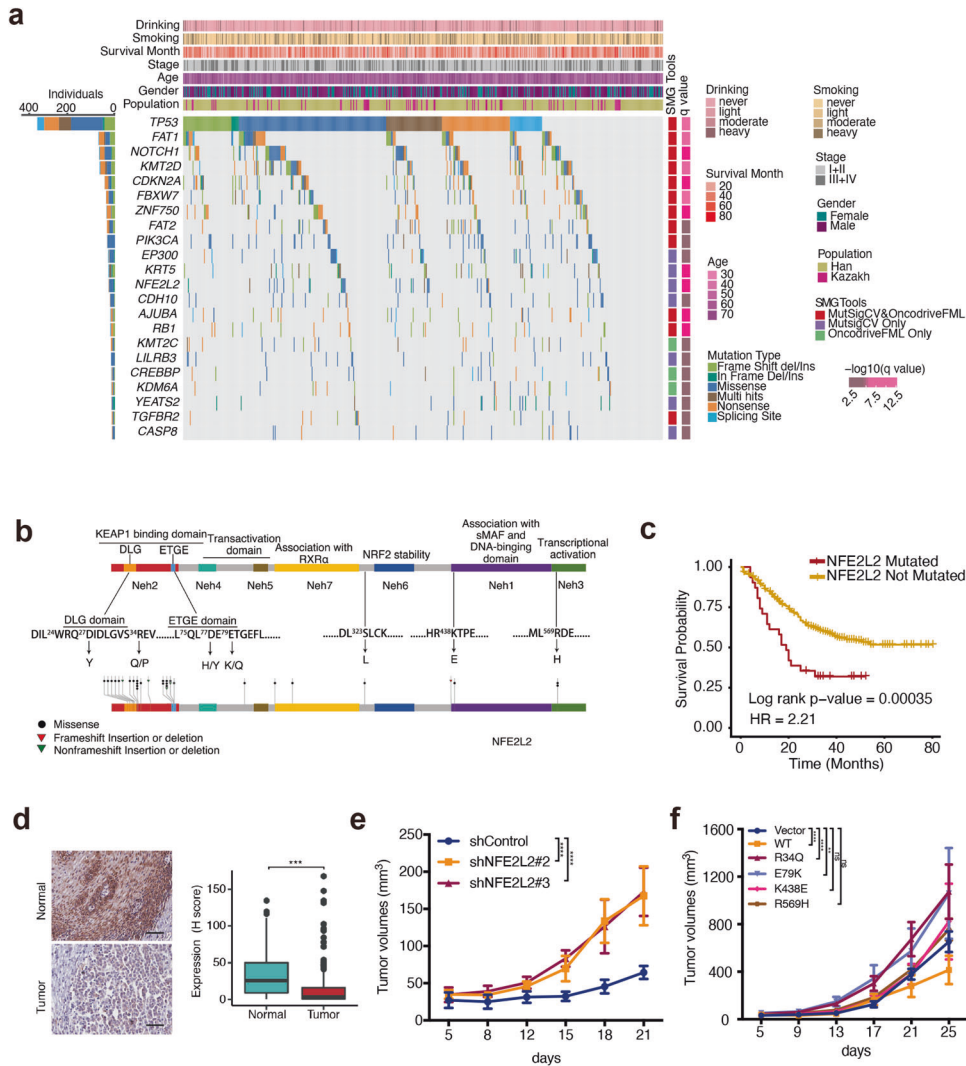 a
Drinking
Smoking
Survival Month
Stage
Age
Gender
Population
Individuals
400 200 0
SMG Tools
q value
TP53
FAT1
NOTCH1
KMT2D
CDKN2A
FBXW7
ZNF750
FAT2
PIK3CA
EP300
KRT5
NFE2L2
CDH10
AJUBA
RB1
KMT2C
LILRB3
CREBBP
KDM6A
YEATS2
TGFBR2
CASP8
Drinking
never
light
moderate
heavy
Smoking
never
light
moderate
heavy
Survival Month
20
40
60
80
Stage
I+II
III+IV
Gender
Female
Male
Age
30
40
50
60
70
Population
Han
Kazakh
SMGTools
MutSigCV&OncodriveFML
MutsigCV Only
OncodriveFML Only
Mutation Type
Frame Shift del/Ins
In Frame Del/Ins
Missense
Multi hits
Nonsense
Splicing Site
−log10(q value)
2.5 7.5 12.5
b
KEAP1 binding domain
DLG ETGE
Transactivation
domain
Association with
RXRα
NRF2 stability
Association with
sMAF and
DNA-binging
domain
Transcriptional
activation
Neh2 Neh4 Neh5 Neh7 Neh6 Neh1 Neh3
DLG domain ETGE domain
DIL24WRQ27DIDLGVS34REV...... L75QL77DE79ETGEFL...... ......DL323SLCK...... ......HR438KTPE...... ......ML569RDE......
Y Q/P H/Y K/Q L E H
Missense
Frameshift Insertion or deletion
Nonframeshift Insertion or deletion
NFE2L2
c
NFE2L2 Mutated
NFE2L2 Not Mutated
Survival Probability
1.00
0.75
0.50
0.25
0.00
Log rank p-value = 0.00035
HR = 2.21
0 20 40 60 80
Time (Months)
d
Normal
Tumor
Expression (H score)
150
100
50
0
***
Normal Tumor
e
Tumor volumes (mm3)
250
200
150
100
50
0
shControl
shNFE2L2#2
shNFE2L2#3
****
****
5 8 12 15 18 21
days
f
Tumor volumes (mm3)
1600
1200
800
400
0
Vector
WT
R34Q
E79K
K438E
R569H
****
****
**
ns
ns
5 9 13 17 21 25
days